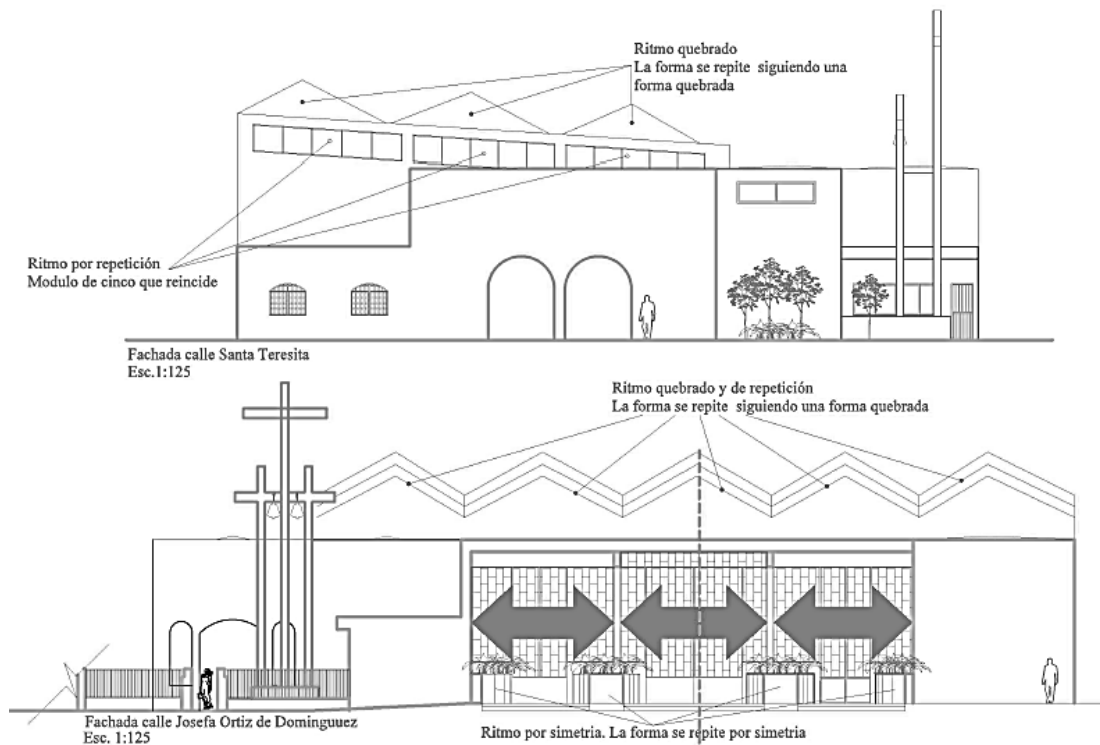 Ritmo quebrado
La forma se repite siguiendo una
forma quebrada
Ritmo por repetición
Modulo de cinco que reincide
Fachada calle Santa Teresita
Esc.1:125
Ritmo quebrado y de repetición
La forma se repite siguiendo una forma quebrada
Fachada calle Josefa Ortiz de Dominguuez
Esc. 1:125
Ritmo por simetria. La forma se repite por simetria